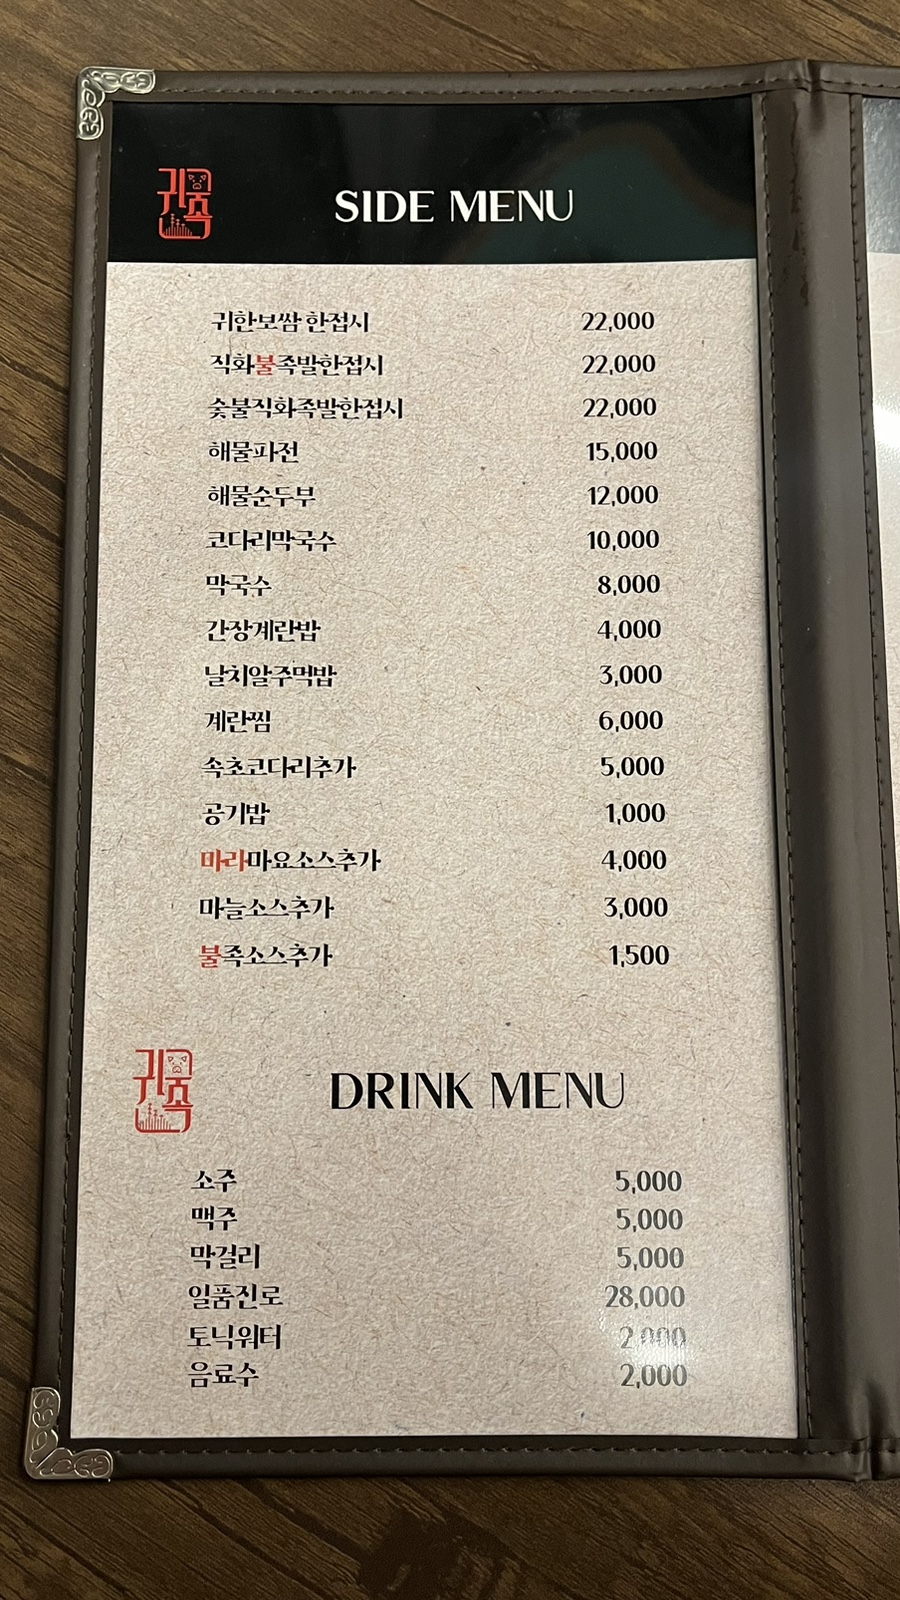 귀족
SIDE MENU
귀한보쌈 한접시 22,000
직화불족발한접시 22,000
숯불직화족발한접시 22,000
해물파전 15,000
해물순두부 12,000
코다리막국수 10,000
막국수 8,000
간장계란밥 4,000
날치알주먹밥 3,000
계란찜 6,000
속초코다리추가 5,000
공기밥 1,000
마라마요소스추가 4,000
마늘소스추가 3,000
불족소스추가 1,500
귀족
DRINK MENU
소주 5,000
맥주 5,000
막걸리 5,000
일품진로 28,000
토닉워터 2,000
음료수 2,000